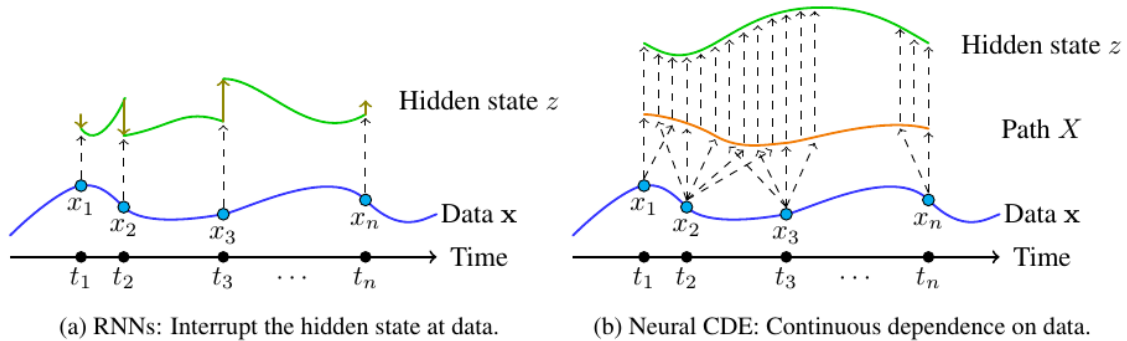 Hidden state z
x₁ x₂ x₃ xₙ
Data x
t₁ t₂ t₃ ⋯ tₙ
Time
(a) RNNs: Interrupt the hidden state at data.
Hidden state z
Path X
x₁ x₂ x₃ xₙ
Data x
t₁ t₂ t₃ ⋯ tₙ
Time
(b) Neural CDE: Continuous dependence on data.